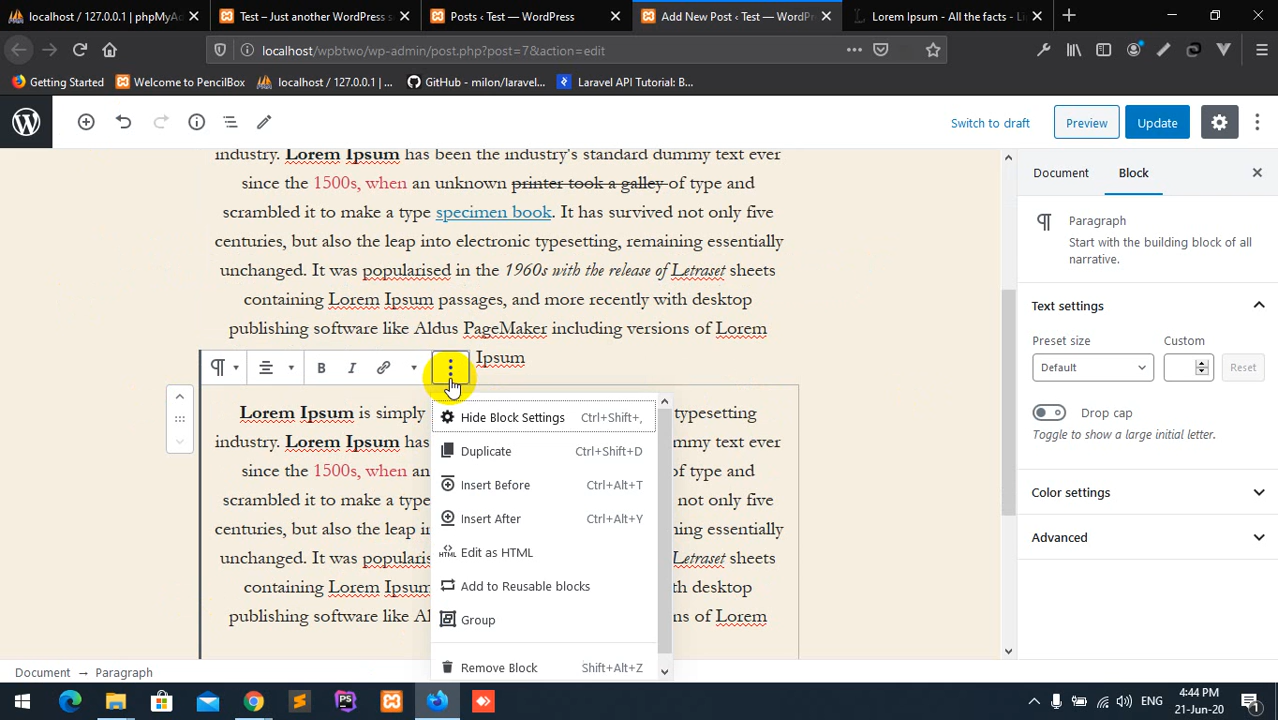 localhost / 127.0.0.1 | phpMyAd
Test – Just another WordPress s
Posts ‹ Test — WordPress
Add New Post ‹ Test — WordPr
Lorem Ipsum - All the facts - Li
localhost/wpbtwo/wp-admin/post.php?post=7&action=edit
Getting Started
Welcome to PencilBox
localhost / 127.0.0.1 | ...
GitHub - milon/laravel...
Laravel API Tutorial: B...
Switch to draft
Preview
Update
industry. Lorem Ipsum has been the industry's standard dummy text ever
since the 1500s, when an unknown printer took a galley of type and
scrambled it to make a type specimen book. It has survived not only five
centuries, but also the leap into electronic typesetting, remaining essentially
unchanged. It was popularised in the 1960s with the release of Letraset sheets
containing Lorem Ipsum passages, and more recently with desktop
publishing software like Aldus PageMaker including versions of Lorem
Ipsum
B I
Lorem Ipsum is simply typesetting
industry. Lorem Ipsum has mmy text ever
since the 1500s, when an of type and
scrambled it to make a type not only five
centuries, but also the leap in ning essentially
unchanged. It was popularis Letraset sheets
containing Lorem Ipsum th desktop
publishing software like Al ns of Lorem
Hide Block Settings Ctrl+Shift+,
Duplicate Ctrl+Shift+D
Insert Before Ctrl+Alt+T
Insert After Ctrl+Alt+Y
HTML Edit as HTML
Add to Reusable blocks
Group
Remove Block Shift+Alt+Z
Document
Block
Paragraph
Start with the building block of all
narrative.
Text settings
Preset size
Custom
Default
Reset
Drop cap
Toggle to show a large initial letter.
Color settings
Advanced
Document → Paragraph
PS
ENG
4:44 PM
21-Jun-20
1